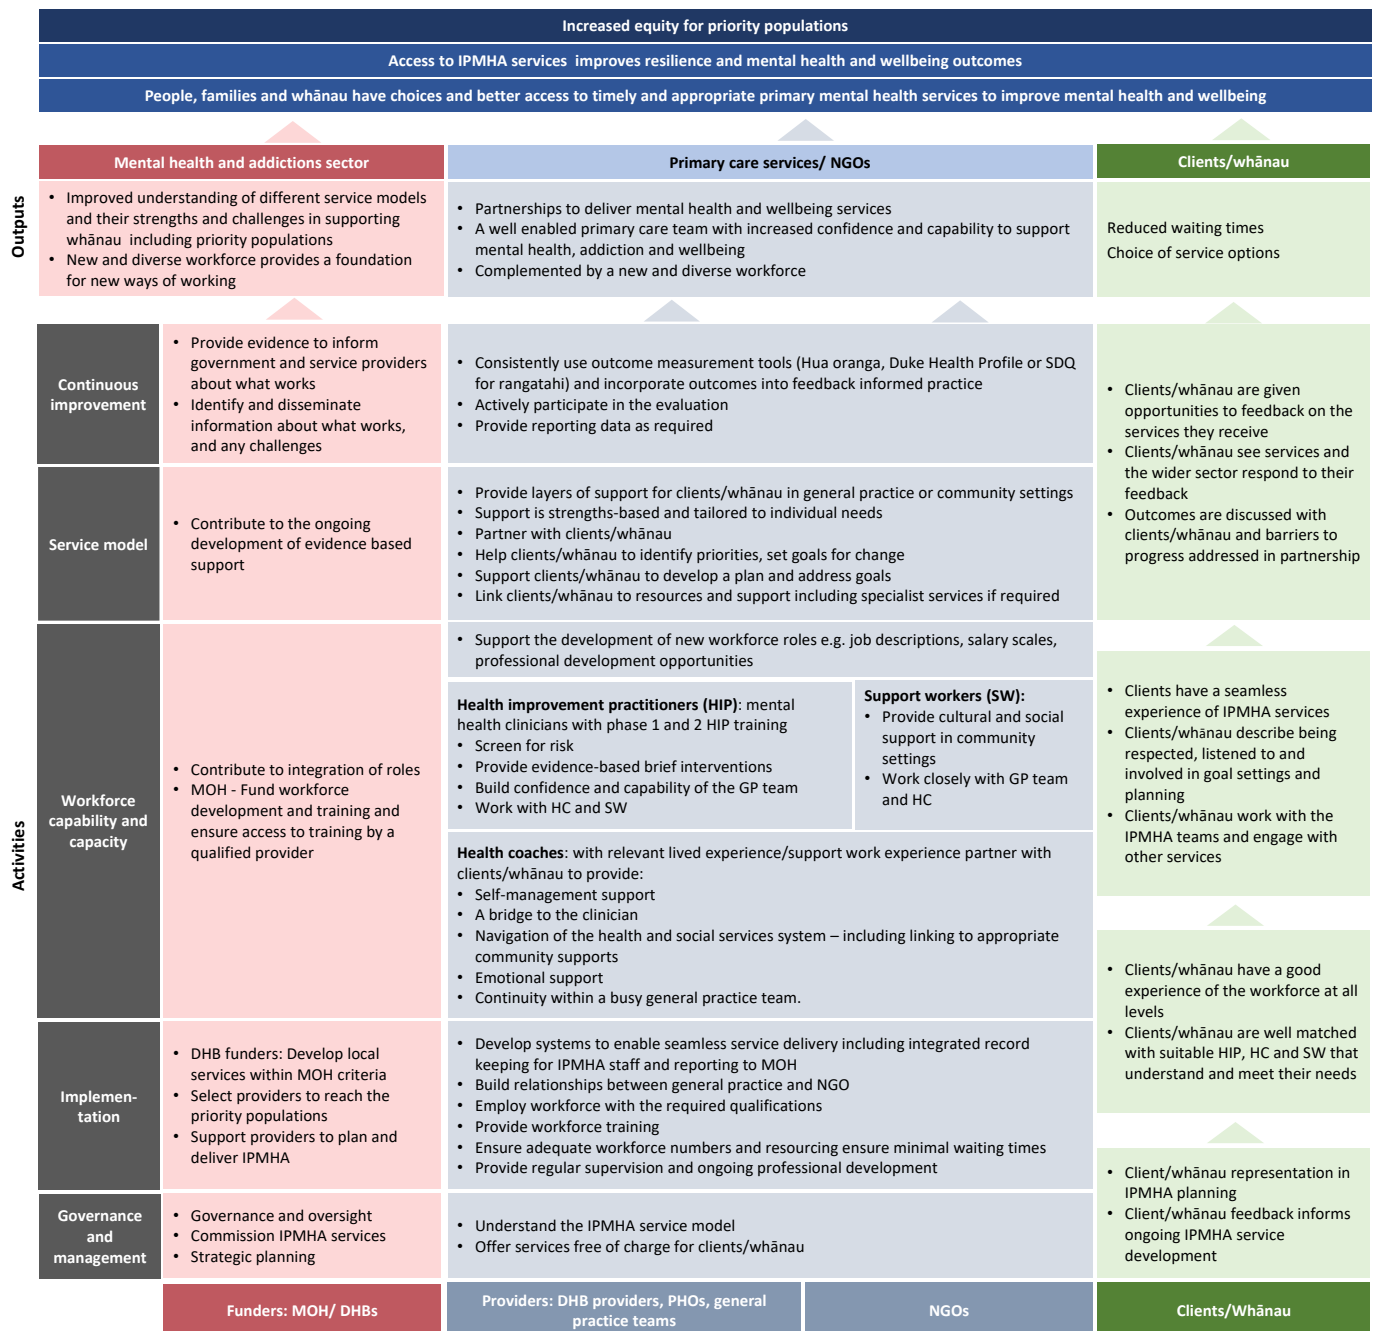 Increased equity for priority populations
Access to IPMHA services improves resilience and mental health and wellbeing outcomes
People, families and whānau have choices and better access to timely and appropriate primary mental health services to improve mental health and wellbeing
Outputs
Mental health and addictions sector
• Improved understanding of different service models
and their strengths and challenges in supporting
whānau including priority populations
• New and diverse workforce provides a foundation
for new ways of working
Primary care services/ NGOs
• Partnerships to deliver mental health and wellbeing services
• A well enabled primary care team with increased confidence and capability to support
mental health, addiction and wellbeing
• Complemented by a new and diverse workforce
Clients/whānau
Reduced waiting times
Choice of service options
Activities
Continuous
improvement
• Provide evidence to inform
government and service providers
about what works
• Identify and disseminate
information about what works,
and any challenges
• Consistently use outcome measurement tools (Hua oranga, Duke Health Profile or SDQ
for rangatahi) and incorporate outcomes into feedback informed practice
• Actively participate in the evaluation
• Provide reporting data as required
• Clients/whānau are given
opportunities to feedback on the
services they receive
• Clients/whānau see services and
the wider sector respond to their
feedback
• Outcomes are discussed with
clients/whānau and barriers to
progress addressed in partnership
Service model
• Contribute to the ongoing
development of evidence based
support
• Provide layers of support for clients/whānau in general practice or community settings
• Support is strengths-based and tailored to individual needs
• Partner with clients/whānau
• Help clients/whānau to identify priorities, set goals for change
• Support clients/whānau to develop a plan and address goals
• Link clients/whānau to resources and support including specialist services if required
Workforce
capability and
capacity
• Contribute to integration of roles
• MOH - Fund workforce
development and training and
ensure access to training by a
qualified provider
• Support the development of new workforce roles e.g. job descriptions, salary scales,
professional development opportunities
Health improvement practitioners (HIP): mental
health clinicians with phase 1 and 2 HIP training
• Screen for risk
• Provide evidence-based brief interventions
• Build confidence and capability of the GP team
• Work with HC and SW
Support workers (SW):
• Provide cultural and social
support in community
settings
• Work closely with GP team
and HC
Health coaches: with relevant lived experience/support work experience partner with
clients/whānau to provide:
• Self-management support
• A bridge to the clinician
• Navigation of the health and social services system – including linking to appropriate
community supports
• Emotional support
• Continuity within a busy general practice team.
• Clients have a seamless
experience of IPMHA services
• Clients/whānau describe being
respected, listened to and
involved in goal settings and
planning
• Clients/whānau work with the
IPMHA teams and engage with
other services
• Clients/whānau have a good
experience of the workforce at all
levels
• Clients/whānau are well matched
with suitable HIP, HC and SW that
understand and meet their needs
Implemen-
tation
• DHB funders: Develop local
services within MOH criteria
• Select providers to reach the
priority populations
• Support providers to plan and
deliver IPMHA
• Develop systems to enable seamless service delivery including integrated record
keeping for IPMHA staff and reporting to MOH
• Build relationships between general practice and NGO
• Employ workforce with the required qualifications
• Provide workforce training
• Ensure adequate workforce numbers and resourcing ensure minimal waiting times
• Provide regular supervision and ongoing professional development
• Client/whānau representation in
IPMHA planning
• Client/whānau feedback informs
ongoing IPMHA service
development
Governance
and
management
• Governance and oversight
• Commission IPMHA services
• Strategic planning
• Understand the IPMHA service model
• Offer services free of charge for clients/whānau
Funders: MOH/ DHBs
Providers: DHB providers, PHOs, general
practice teams
NGOs
Clients/Whānau